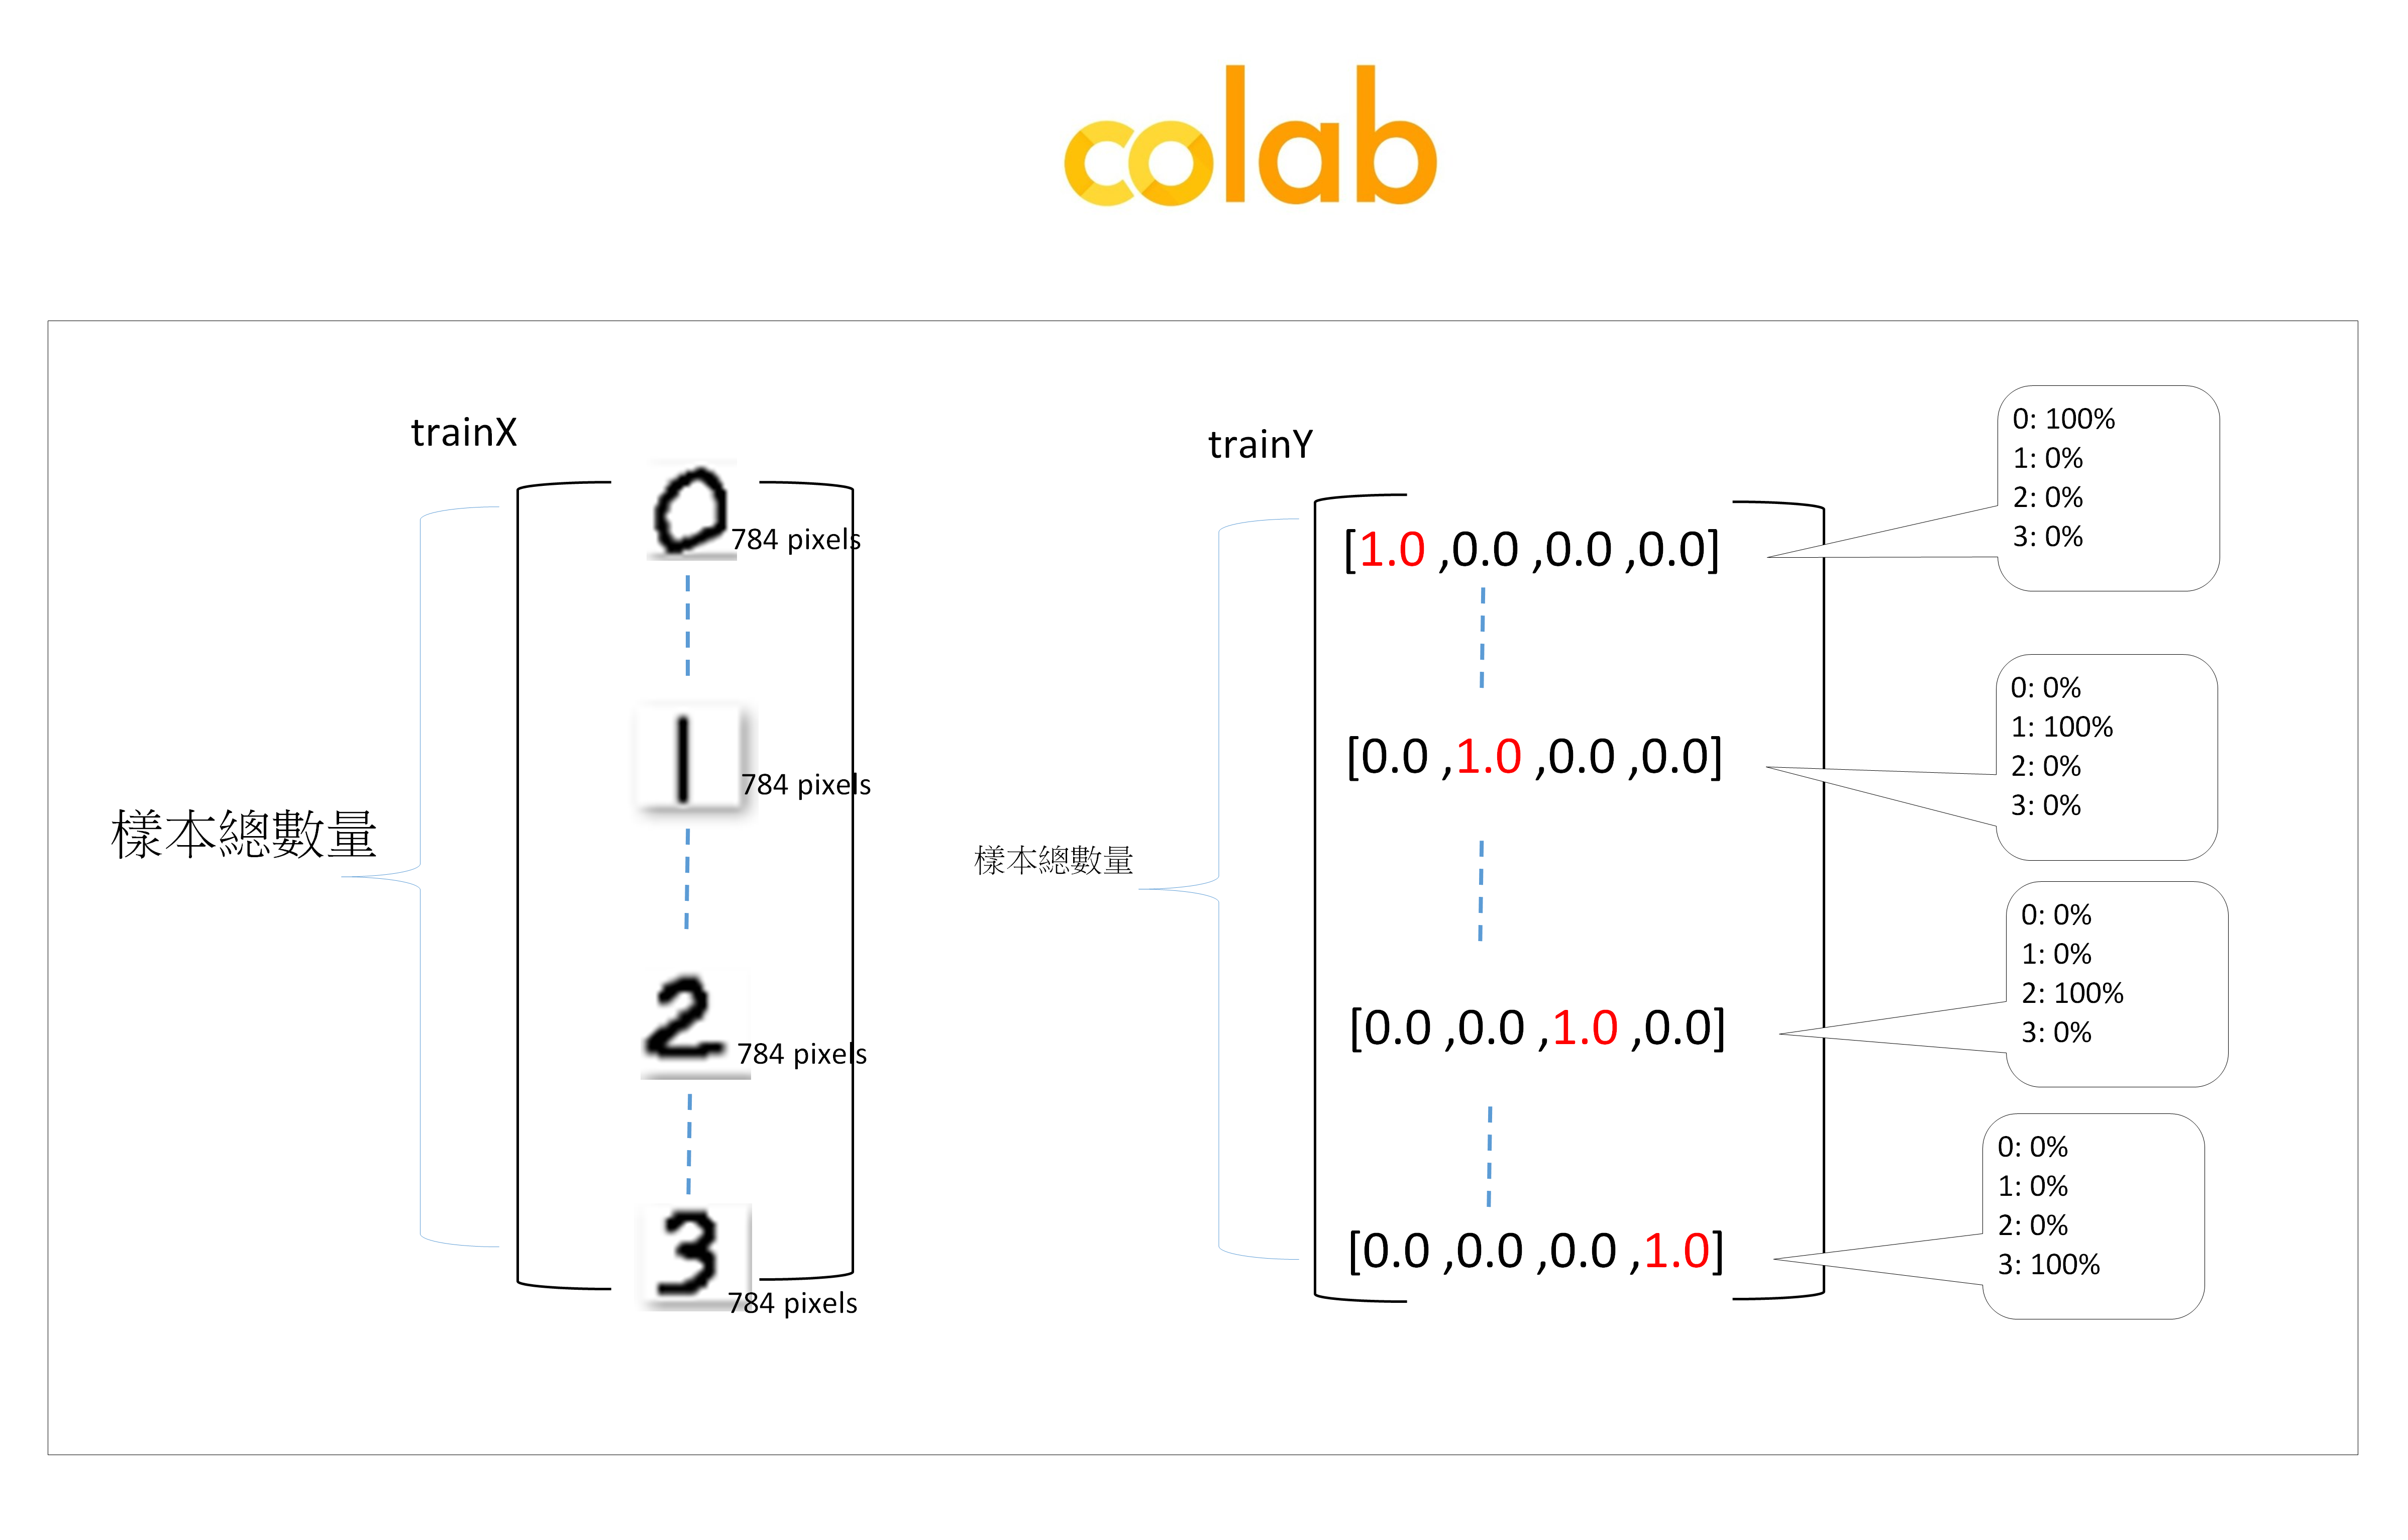 colab
trainX
0
784 pixels
1
784 pixels
2
784 pixels
3
784 pixels
樣本總數量
trainY
[1.0 ,0.0 ,0.0 ,0.0]
[0.0 ,1.0 ,0.0 ,0.0]
[0.0 ,0.0 ,1.0 ,0.0]
[0.0 ,0.0 ,0.0 ,1.0]
樣本總數量
0: 100%
1: 0%
2: 0%
3: 0%
0: 0%
1: 100%
2: 0%
3: 0%
0: 0%
1: 0%
2: 100%
3: 0%
0: 0%
1: 0%
2: 0%
3: 100%